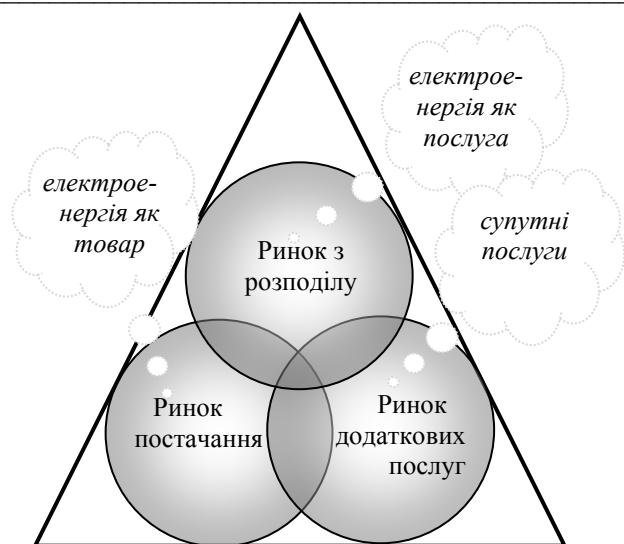 електрое-
нергія як
послуга
електрое-
нергія як
товар
супутні
послуги
Ринок з
розподілу
Ринок
постачання
Ринок
додаткових
послуг